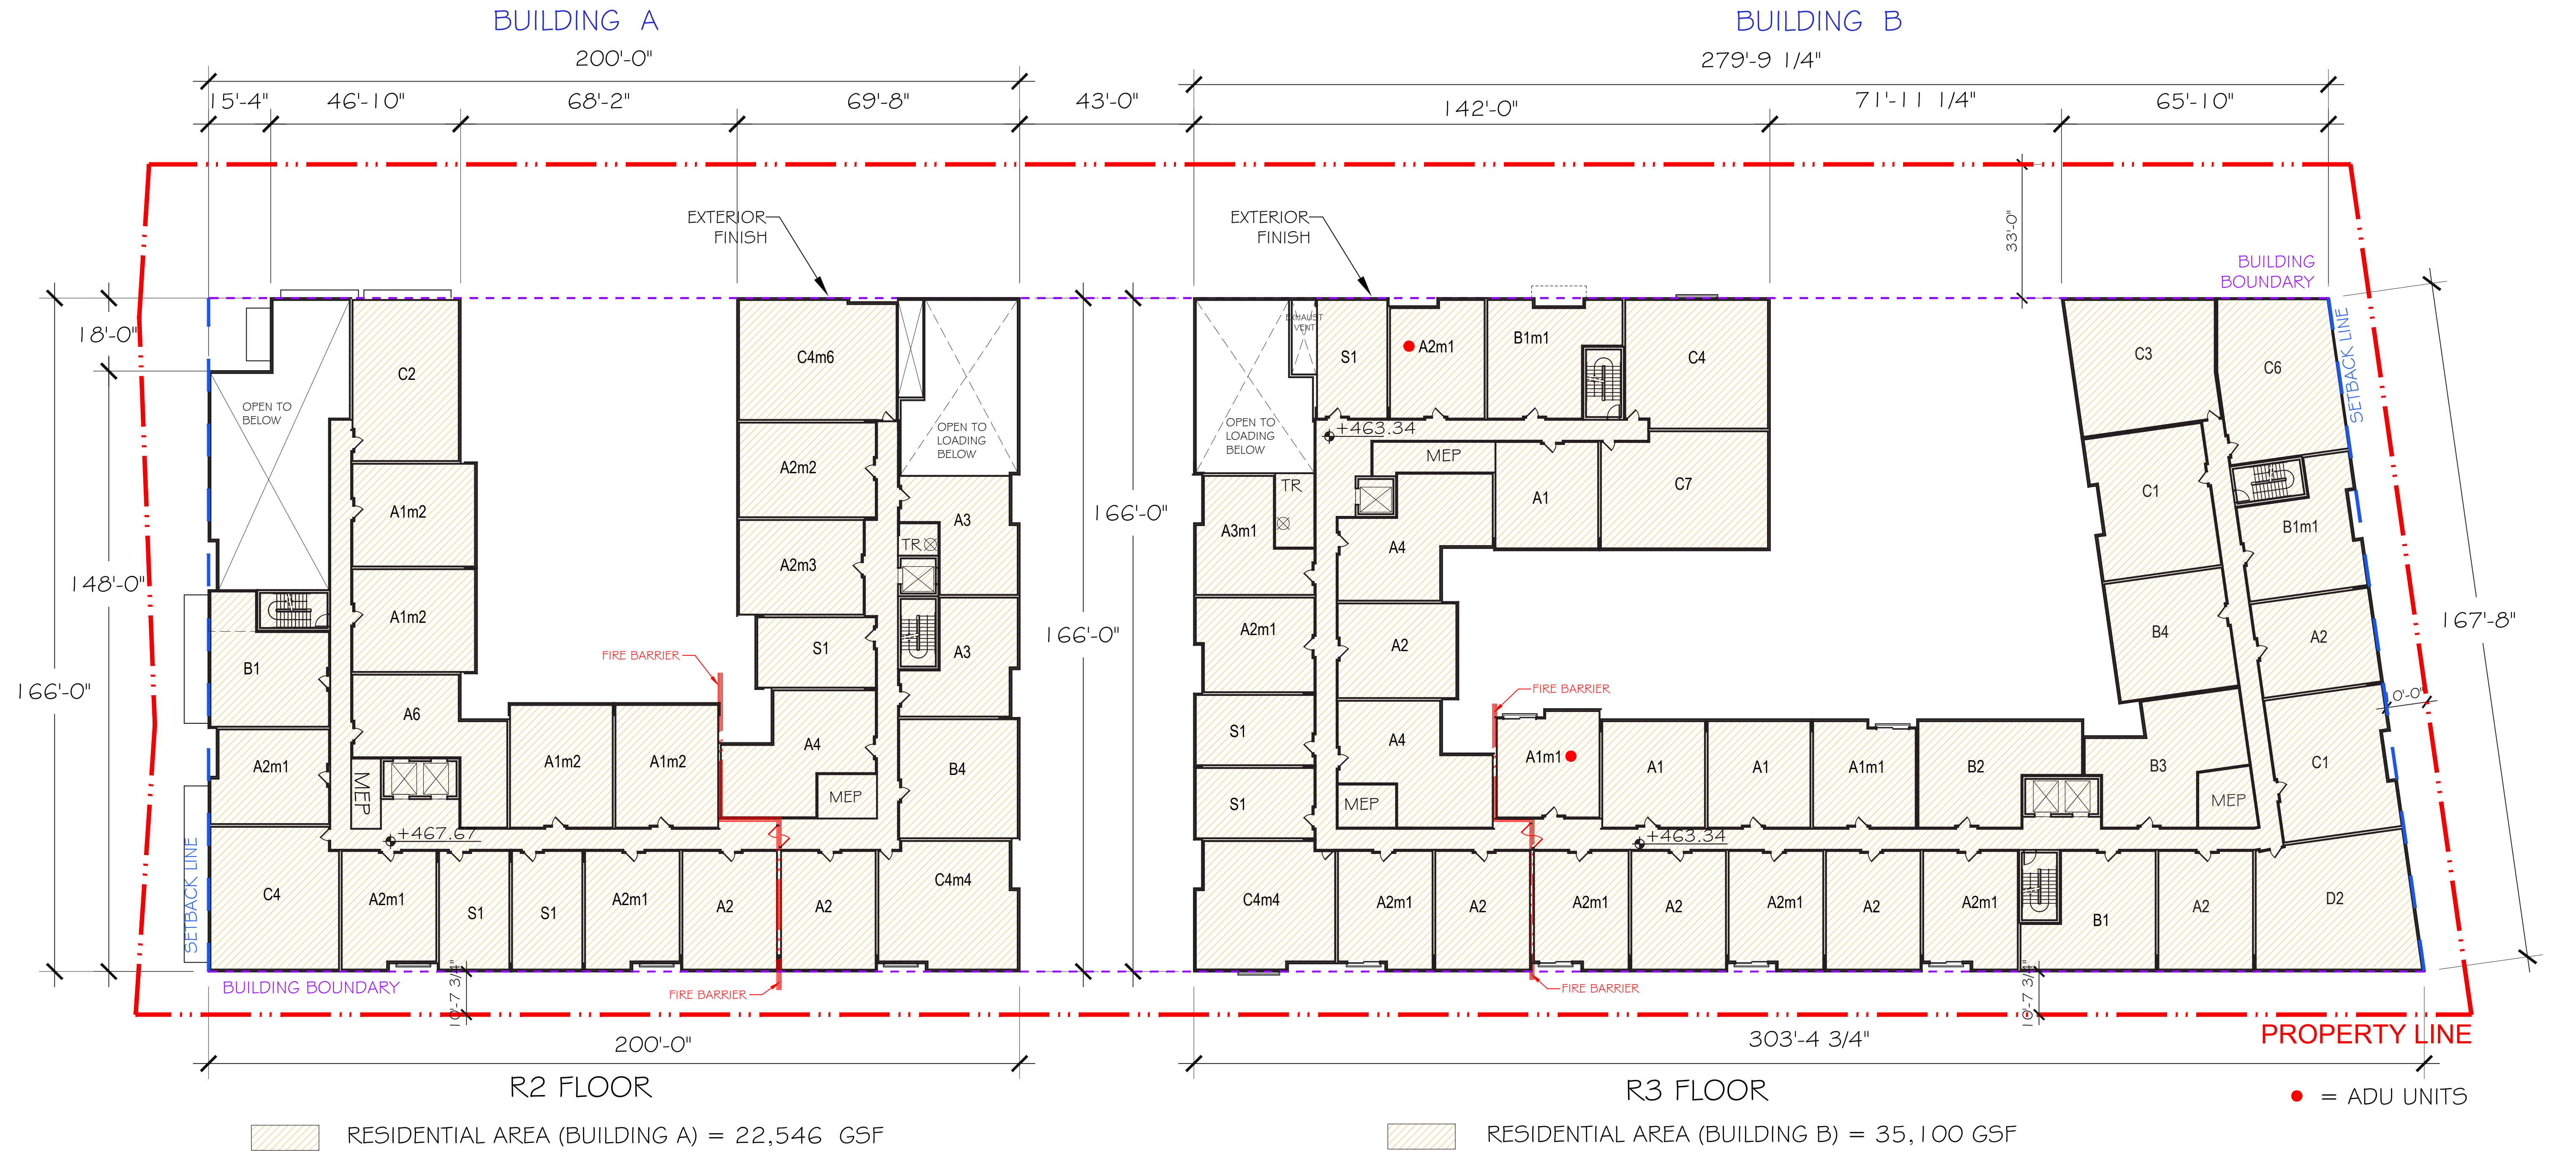 BUILDING A
BUILDING B
200'-0"
279'-9 1/4"
15'-4"
46'-10"
68'-2"
69'-8"
43'-0"
142'-0"
71'-11 1/4"
65'-10"
EXTERIOR
FINISH
EXTERIOR
FINISH
33'-0"
BUILDING
BOUNDARY
SETBACK LINE
18'-0"
148'-0"
166'-0"
166'-0"
166'-0"
167'-8"
OPEN TO
BELOW
C2
A1m2
A1m2
B1
A6
A2m1
MEP
+467.67
C4
A2m1
S1
S1
A2m1
A2
A2
C4m4
A1m2
A1m2
FIRE BARRIER
C4m6
A2m2
A2m3
S1
A4
MEP
OPEN TO
LOADING
BELOW
A3
TR
A3
B4
SETBACK LINE
BUILDING BOUNDARY
10'-7 3/4"
FIRE BARRIER
OPEN TO
LOADING
BELOW
EXHAUST
VENT
S1
A2m1
B1m1
C4
+463.34
MEP
TR
A3m1
A4
A1
C7
A2m1
A2
S1
A4
S1
MEP
FIRE BARRIER
A1m1
A1
A1
A1m1
B2
B3
MEP
+463.34
C4m4
A2m1
A2
A2m1
A2
A2m1
A2
A2m1
B1
A2
D2
C3
C6
C1
B1m1
B4
A2
C1
FIRE BARRIER
10'-7 3/4"
PROPERTY LINE
200'-0"
303'-4 3/4"
R2 FLOOR
R3 FLOOR
= ADU UNITS
RESIDENTIAL AREA (BUILDING A) = 22,546 GSF
RESIDENTIAL AREA (BUILDING B) = 35,100 GSF